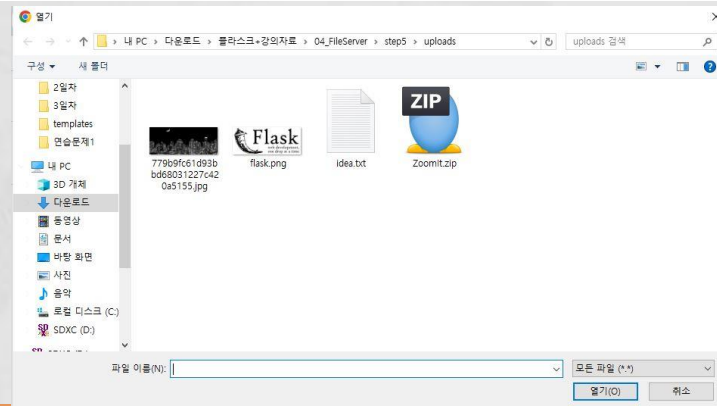 열기
내 PC > 다운로드 > 플라스크+강의자료 > 04_FileServer > step5 > uploads
uploads 검색
구성
새 폴더
2일차
3일차
templates
연습문제1
내 PC
3D 개체
다운로드
동영상
문서
바탕 화면
사진
음악
로컬 디스크 (C:)
SDXC (D:)
779b9fc61d93b
bd68031227c42
0a5155.jpg
Flask
flask.png
idea.txt
ZIP
Zoomit.zip
파일 이름(N):
모든 파일 (*.*)
열기(O)
취소